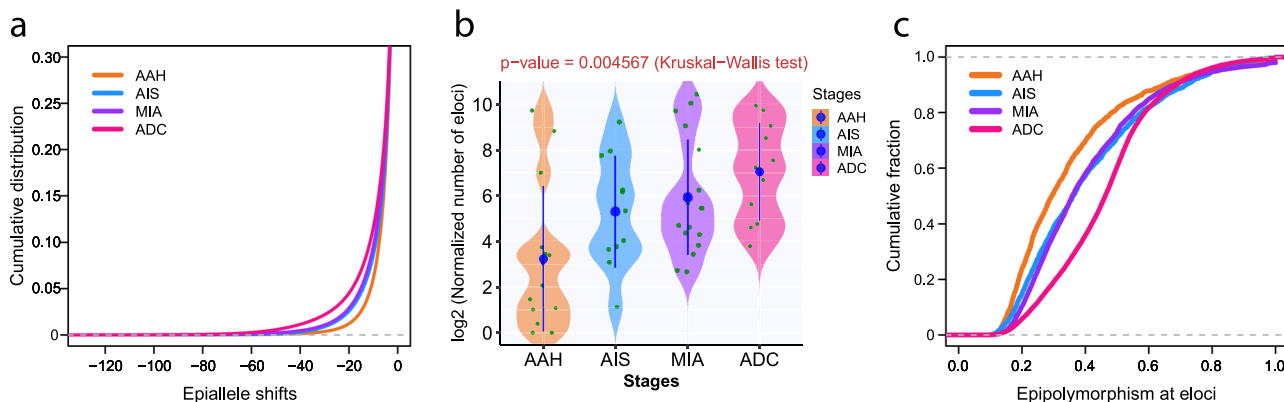 a
Cumulative distribution
0.30
0.25
0.20
0.15
0.10
0.05
0
AAH
AIS
MIA
ADC
−120 −80 −60 −40 −20 0
Epiallele shifts
b
p−value = 0.004567 (Kruskal−Wallis test)
log2 (Normalized number of eloci)
10
8
6
4
2
0
AAH AIS MIA ADC
Stages
Stages
AAH
AIS
MIA
ADC
c
Cumulative fraction
1.0
0.8
0.6
0.4
0.2
0
AAH
AIS
MIA
ADC
−0.0 0.2 0.4 0.6 0.8 1.0
Epipolymorphism at eloci